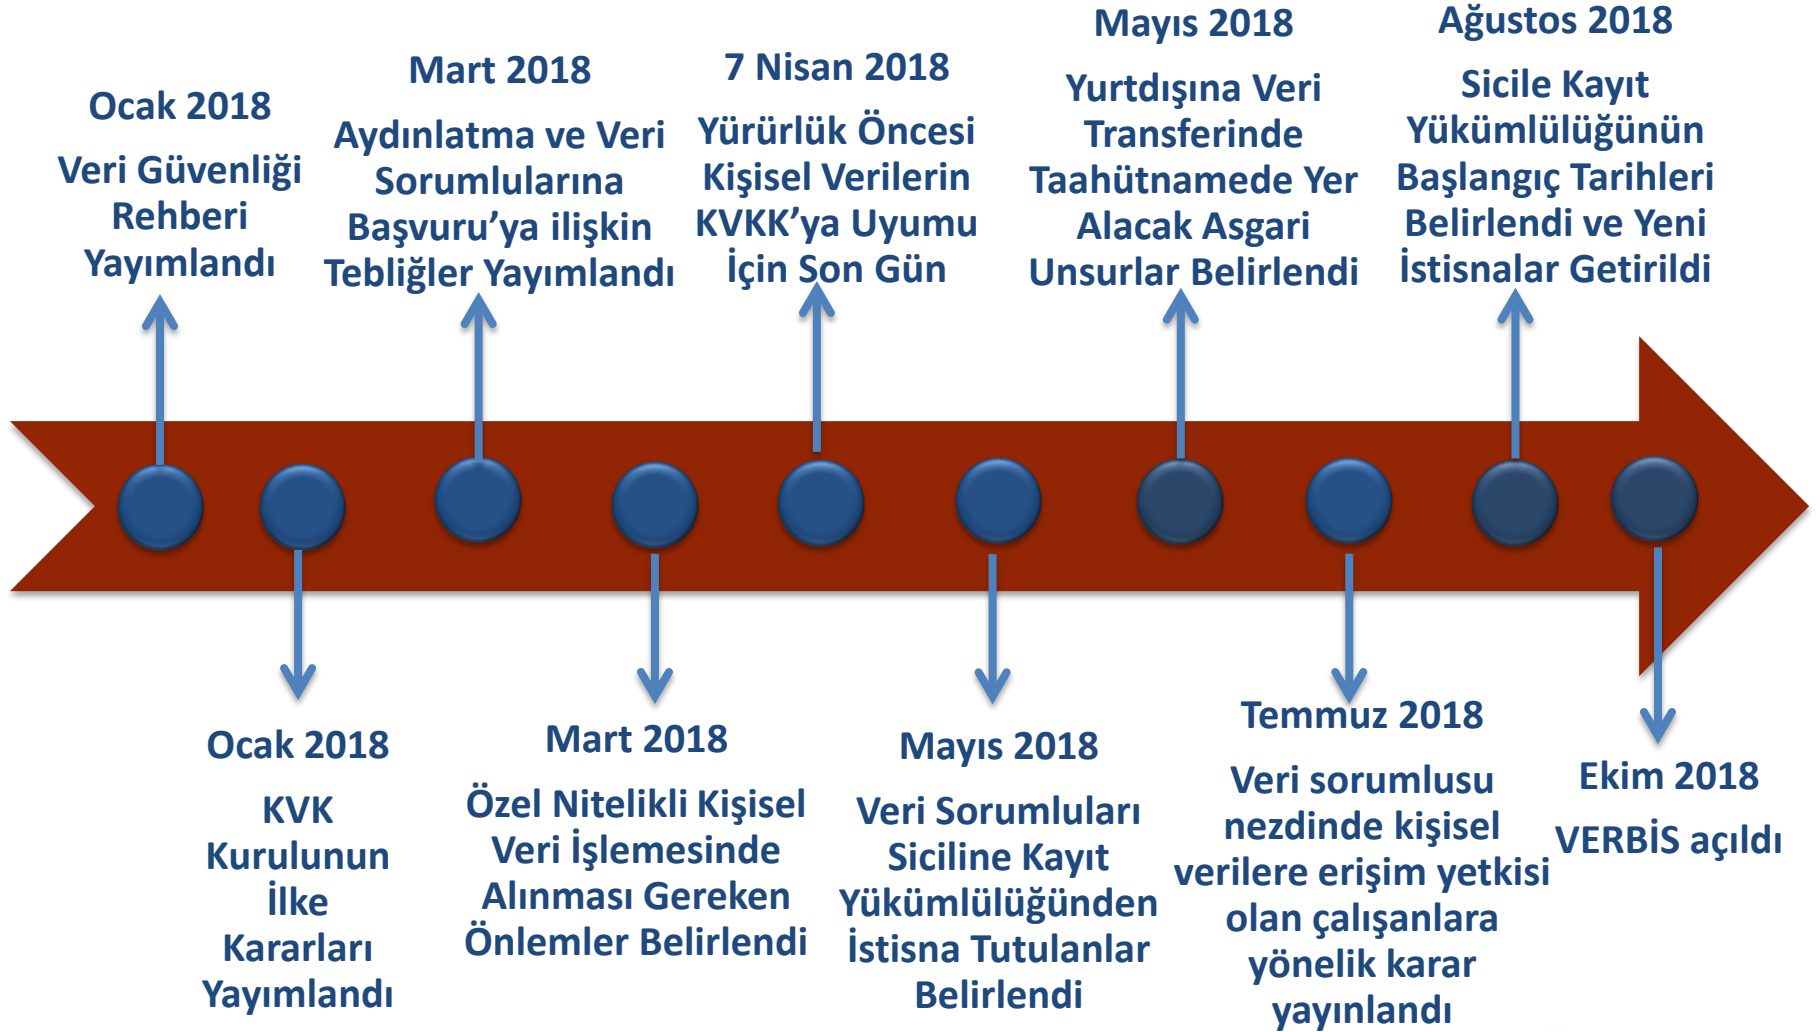 Ocak 2018
Veri Güvenliği
Rehberi
Yayımlandı
Ocak 2018
KVK
Kurulunun
İlke
Kararları
Yayımlandı
Mart 2018
Aydınlatma ve Veri
Sorumlularına
Başvuru’ya ilişkin
Tebliğler Yayımlandı
Mart 2018
Özel Nitelikli Kişisel
Veri İşlemesinde
Alınması Gereken
Önlemler Belirlendi
7 Nisan 2018
Yürürlük Öncesi
Kişisel Verilerin
KVKK’ya Uyumu
İçin Son Gün
Mayıs 2018
Veri Sorumluları
Siciline Kayıt
Yükümlülüğünden
İstisna Tutulanlar
Belirlendi
Mayıs 2018
Yurtdışına Veri
Transferinde
Taahütnamede Yer
Alacak Asgari
Unsurlar Belirlendi
Temmuz 2018
Veri sorumlusu
nezdinde kişisel
verilere erişim yetkisi
olan çalışanlara
yönelik karar
yayınlandı
Ağustos 2018
Sicile Kayıt
Yükümlülüğünün
Başlangıç Tarihleri
Belirlendi ve Yeni
İstisnalar Getirildi
Ekim 2018
VERBİS açıldı